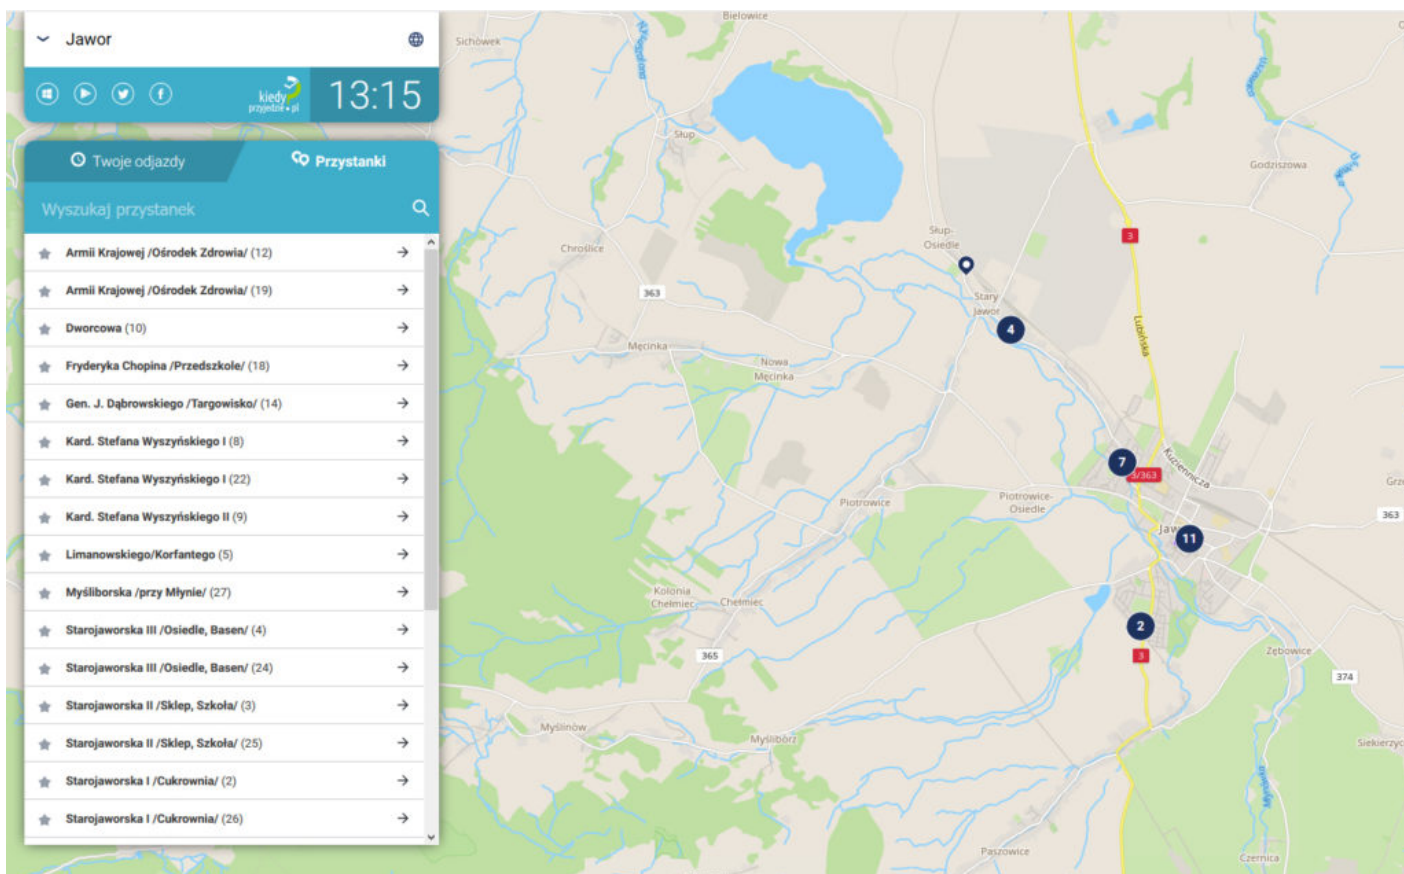 Jawor
kiedy
przyjedzie.pl
13:15
Twoje odjazdy
Przystanki
Wyszukaj przystanek
Armii Krajowej /Ośrodek Zdrowia/ (12)
Armii Krajowej /Ośrodek Zdrowia/ (19)
Dworcowa (10)
Fryderyka Chopina /Przedszkole/ (18)
Gen. J. Dąbrowskiego /Targowisko/ (14)
Kard. Stefana Wyszyńskiego I (8)
Kard. Stefana Wyszyńskiego I (22)
Kard. Stefana Wyszyńskiego II (9)
Limanowskiego/Korfantego (5)
Myśliborska /przy Młynie/ (27)
Starojaworska III /Osiedle, Basen/ (4)
Starojaworska III /Osiedle, Basen/ (24)
Starojaworska II /Sklep, Szkoła/ (3)
Starojaworska II /Sklep, Szkoła/ (25)
Starojaworska I /Cukrownia/ (2)
Starojaworska I /Cukrownia/ (26)
Bielowice
Sichówek
Słup
Godziszowa
Słup-
Osiedle
3
Chroślice
363
Stary
Jawor
4
Lubińska
Męcinka
Nowa
Męcinka
7
3/363
Kuziennicza
Piotrowice
Piotrowice-
Osiedle
363
11
Kolonia
Chełmiec
Chełmiec
2
3
365
Zębowice
374
Myślinów
Myślibórz
Paszowice
Czernica